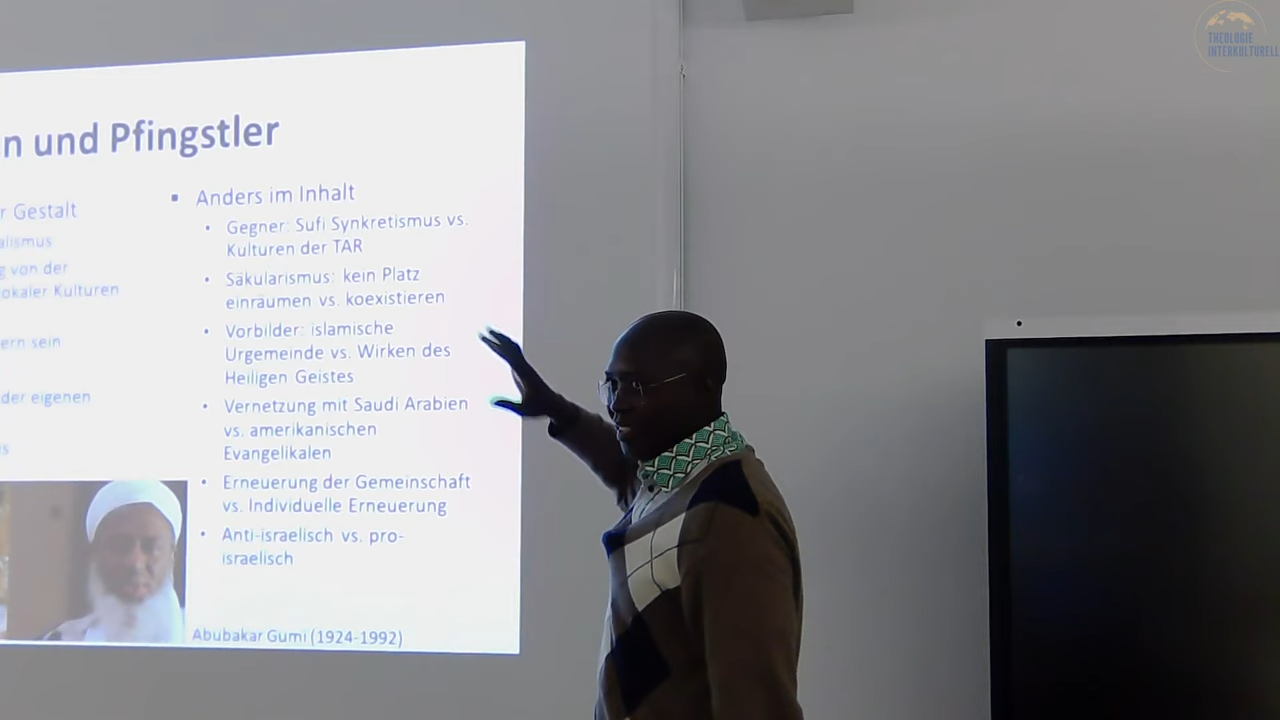 THEOLOGIE
INTERKULTURELL
n und Pfingstler
r Gestalt
alismus
g von der
okaler Kulturen
ern sein
der eigenen
s
▪ Anders im Inhalt
• Gegner: Sufi Synkretismus vs.
Kulturen der TAR
• Säkularismus: kein Platz
einräumen vs. koexistieren
• Vorbilder: islamische
Urgemeinde vs. Wirken des
Heiligen Geistes
• Vernetzung mit Saudi Arabien
vs. amerikanischen
Evangelikalen
• Erneuerung der Gemeinschaft
vs. Individuelle Erneuerung
• Anti-israelisch vs. pro-
israelisch
Abubakar Gumi (1924-1992)